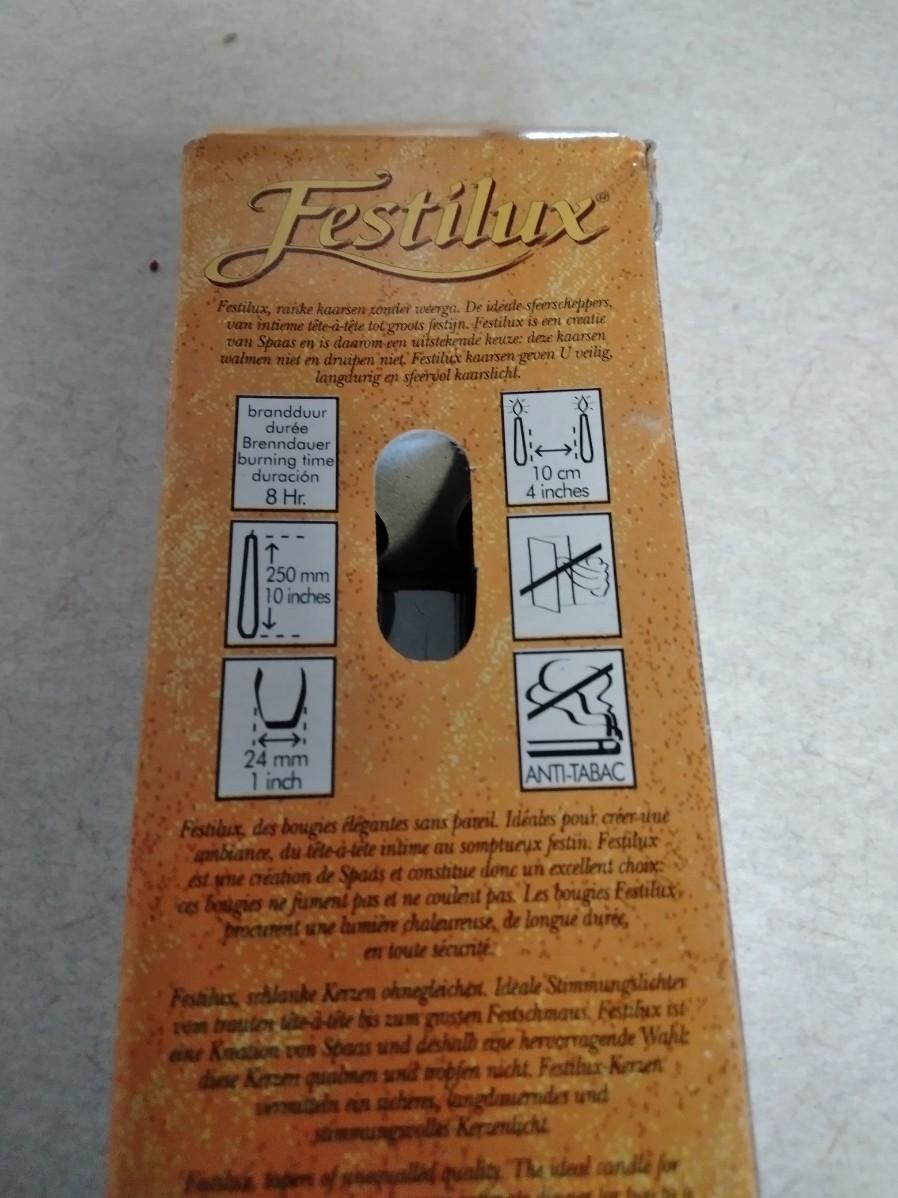 Festilux®
Festilux, ranke kaarsen zonder weerga. De ideale sfeerscheppers,
van intieme tête-à-tête tot groots festijn. Festilux is een creatie
van Spaas en is daarom een uitstekende keuze: deze kaarsen
walmen niet en druipen niet. Festilux kaarsen geven U veilig,
langdurig en sfeervol kaarslicht.
brandduur
durée
Brenndauer
burning time
duración
8 Hr.
250 mm
10 inches
24 mm
1 inch
10 cm
4 inches
ANTI-TABAC
Festilux, des bougies élégantes sans pareil. Idéales pour créer une
ambiance, du tête-à-tête intime au somptueux festin. Festilux
est une création de Spaas et constitue donc un excellent choix:
ces bougies ne fument pas et ne coulent pas. Les bougies Festilux
procurent une lumière chaleureuse, de longue durée,
en toute sécurité.
Festilux, schlanke Kerzen ohnegleichen. Ideale Stimmungslichter
vom trauten tête-à-tête bis zum grossen Festschmaus. Festilux ist
eine Kreation von Spaas und deshalb eine hervorragende Wahl:
diese Kerzen qualmen und tropfen nicht. Festilux-Kerzen
vermitteln ein sicheres, langdauerndes und
stimmungsvolles Kerzenlicht.
Festilux, tapers of unequalled quality. The ideal candle for